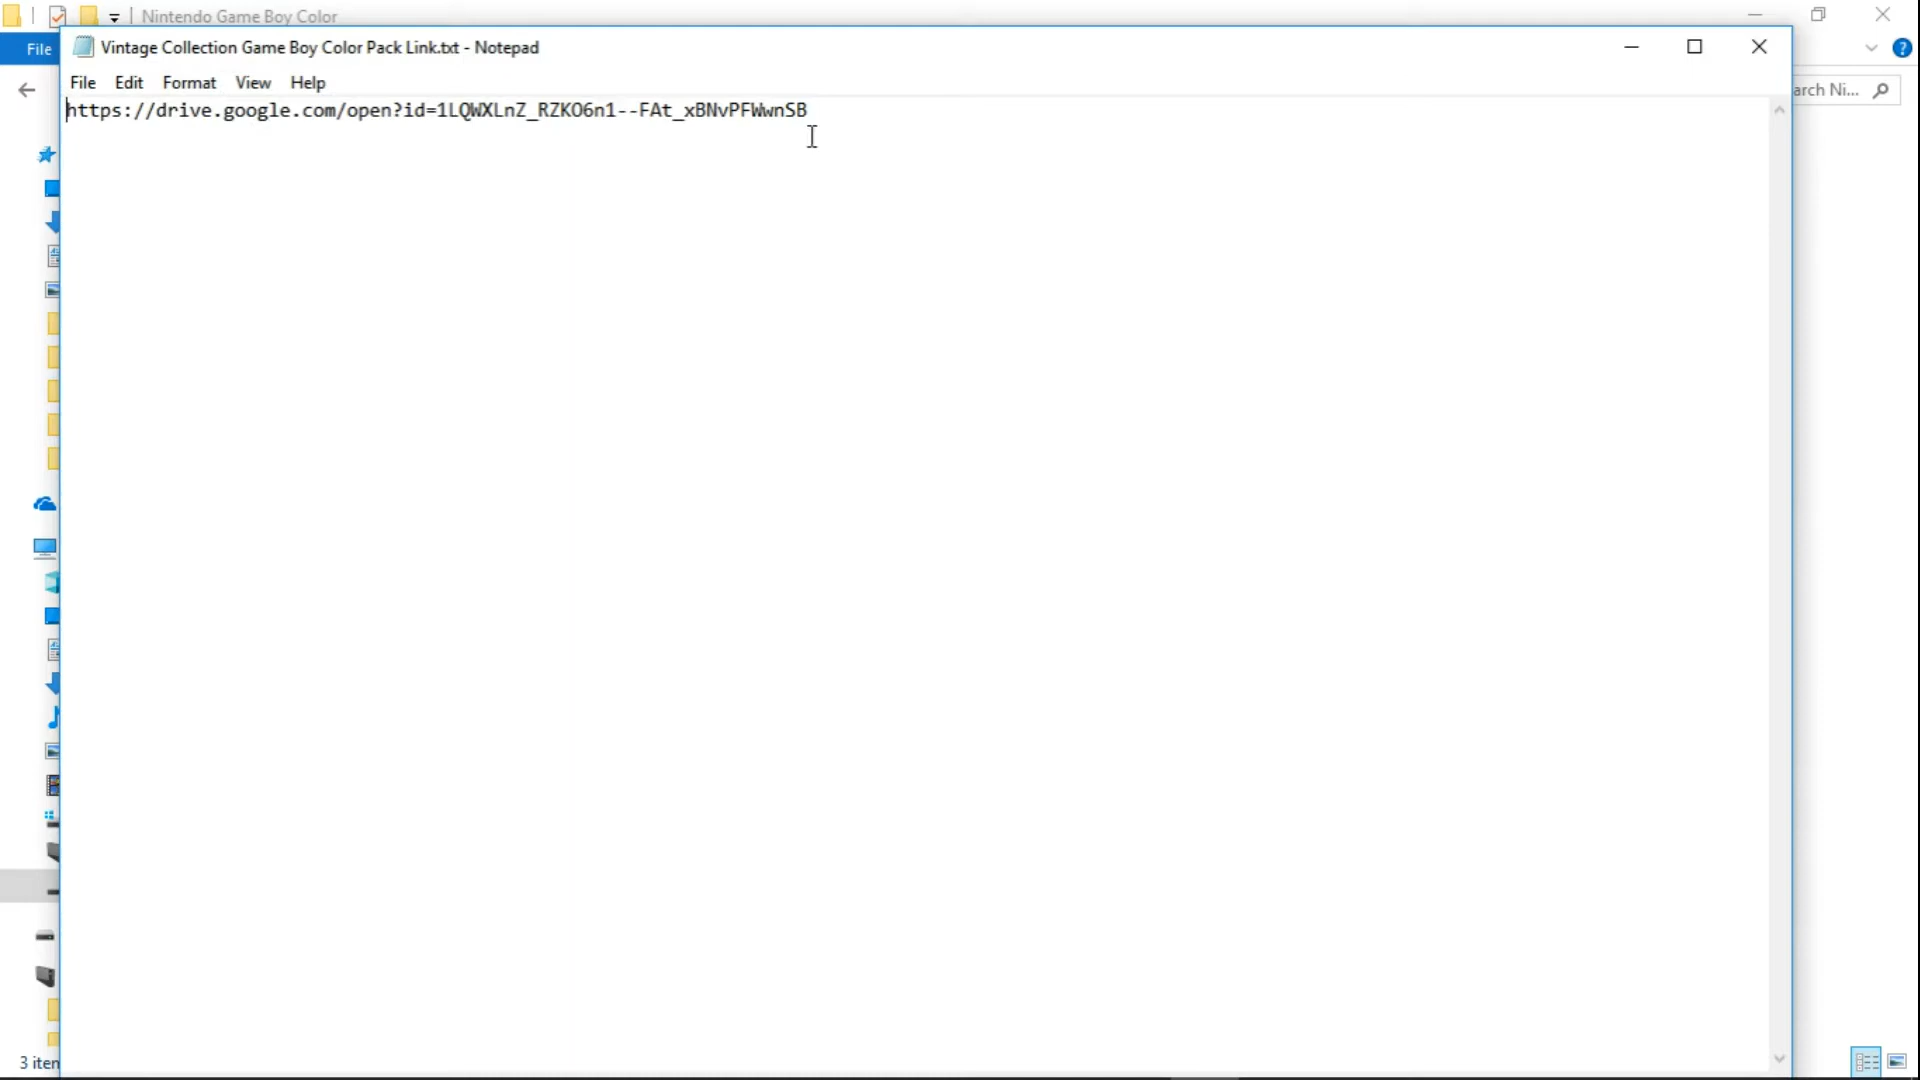 Nintendo Game Boy Color
File
Vintage Collection Game Boy Color Pack Link.txt - Notepad
File Edit Format View Help
arch Ni...
https://drive.google.com/open?id=1LQWXLnZ_RZKO6n1--FAt_xBNvPFWwnSB
3 iten